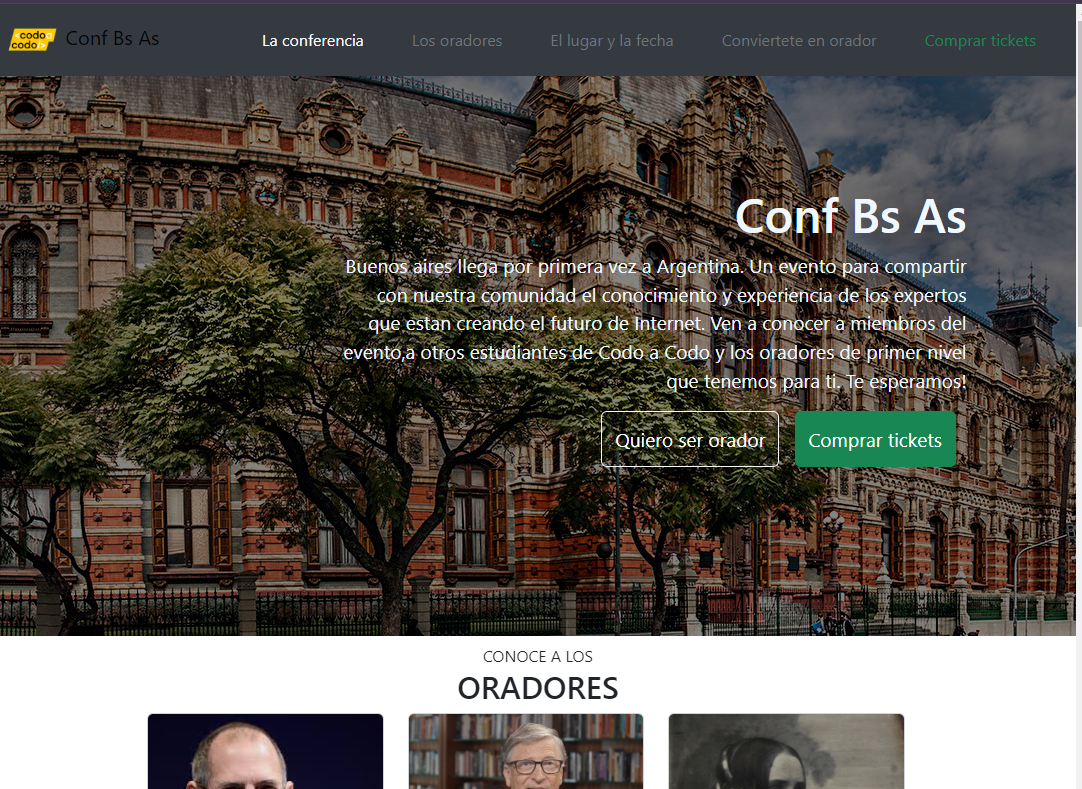 codo a
codo
Conf Bs As
La conferencia
Los oradores
El lugar y la fecha
Conviertete en orador
Comprar tickets
Conf Bs As
Buenos aires llega por primera vez a Argentina. Un evento para compartir
con nuestra comunidad el conocimiento y experiencia de los expertos
que estan creando el futuro de Internet. Ven a conocer a miembros del
evento,a otros estudiantes de Codo a Codo y los oradores de primer nivel
que tenemos para ti. Te esperamos!
Quiero ser orador
Comprar tickets
CONOCE A LOS
ORADORES